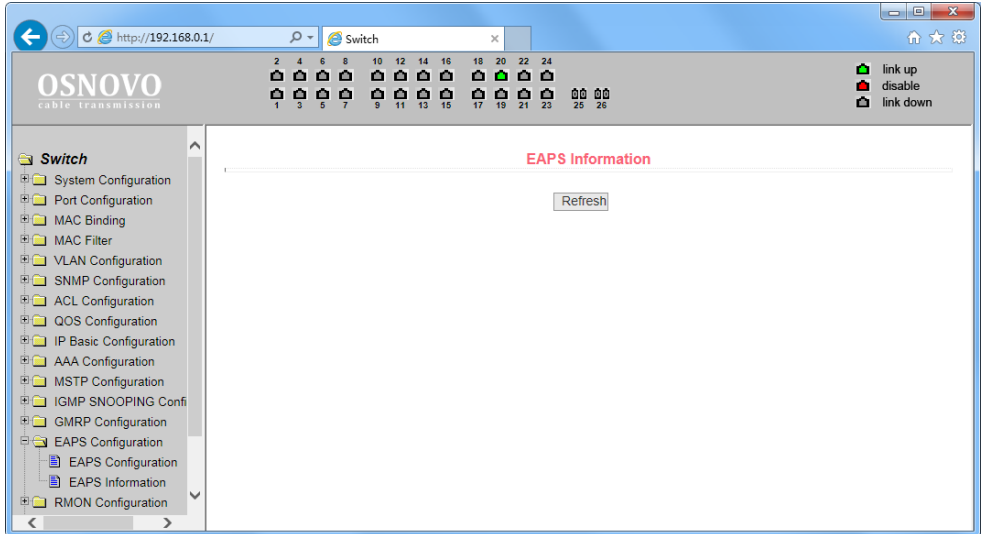 http://192.168.0.1/
Switch
OSNOVO
cable transmission
2 4 6 8 10 12 14 16 18 20 22 24
1 3 5 7 9 11 13 15 17 19 21 23 25 26
link up
disable
link down
Switch
System Configuration
Port Configuration
MAC Binding
MAC Filter
VLAN Configuration
SNMP Configuration
ACL Configuration
QOS Configuration
IP Basic Configuration
AAA Configuration
MSTP Configuration
IGMP SNOOPING Confi
GMRP Configuration
EAPS Configuration
EAPS Configuration
EAPS Information
RMON Configuration
EAPS Information
Refresh